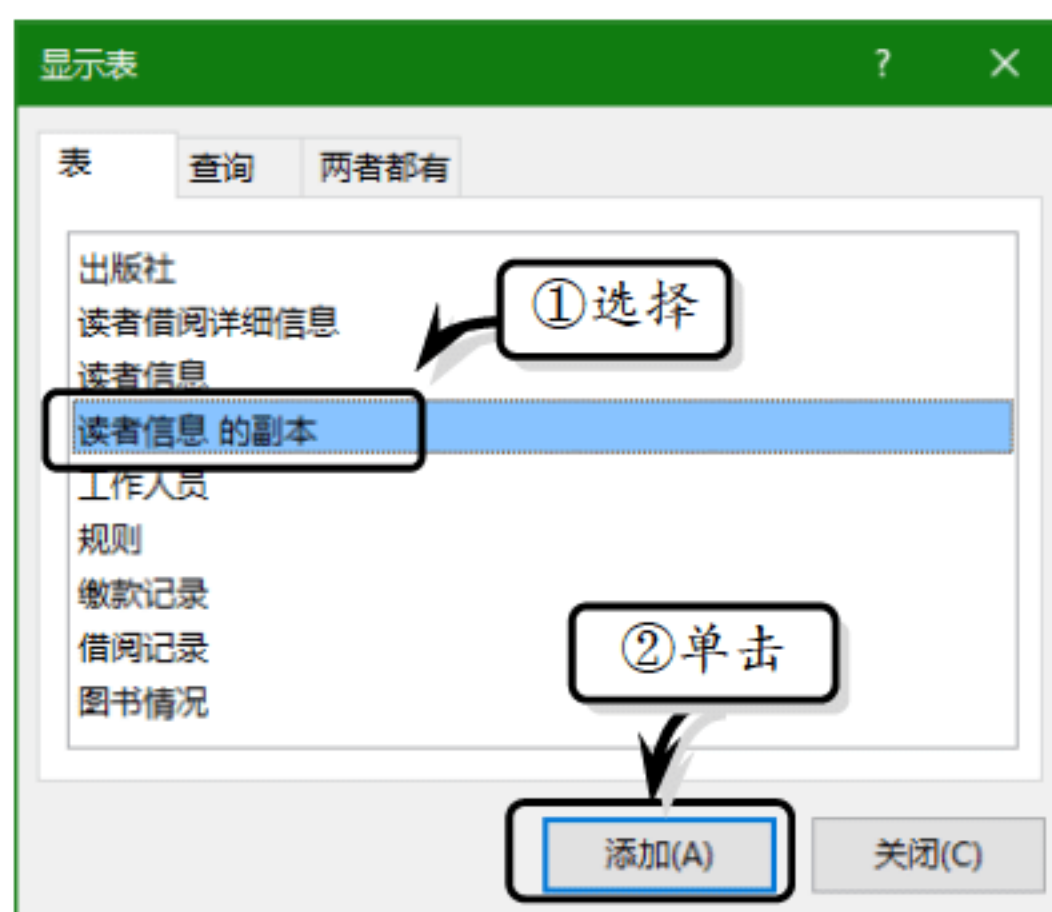 显示表 ? ×
表 查询 两者都有
出版社
①选择
读者借阅详细信息
读者信息
读者信息 的副本
工作人员
规则
缴款记录
借阅记录
②单击
图书情况
添加(A) 关闭(C)